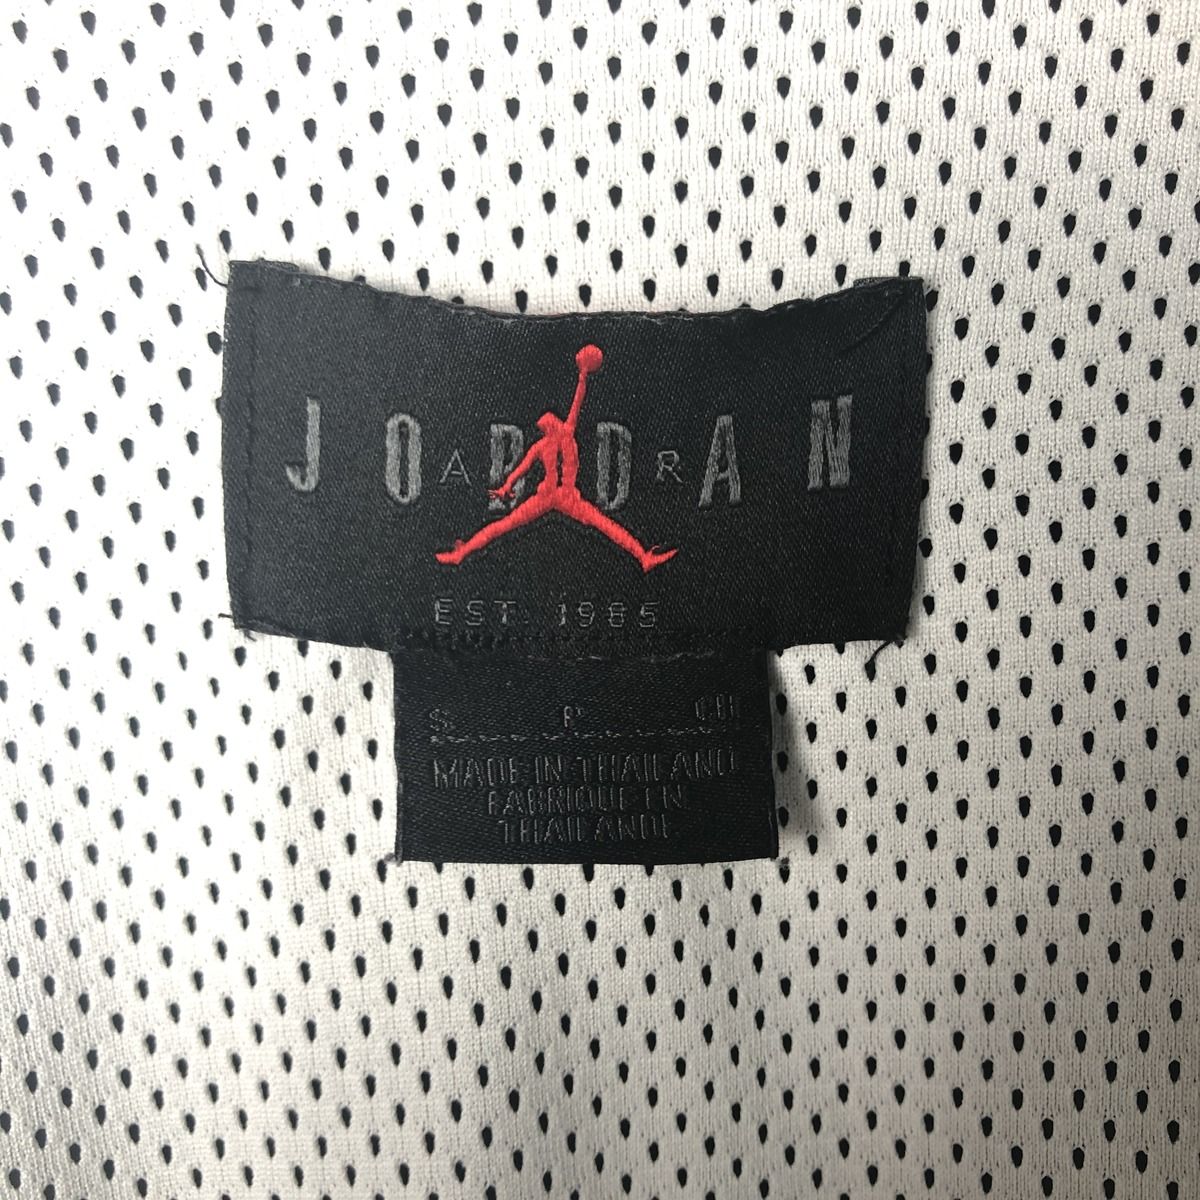 JORDAN
A R
EST. 1985
S P CH
MADE IN THAILAND
FABRIQUE EN
THAILANDE